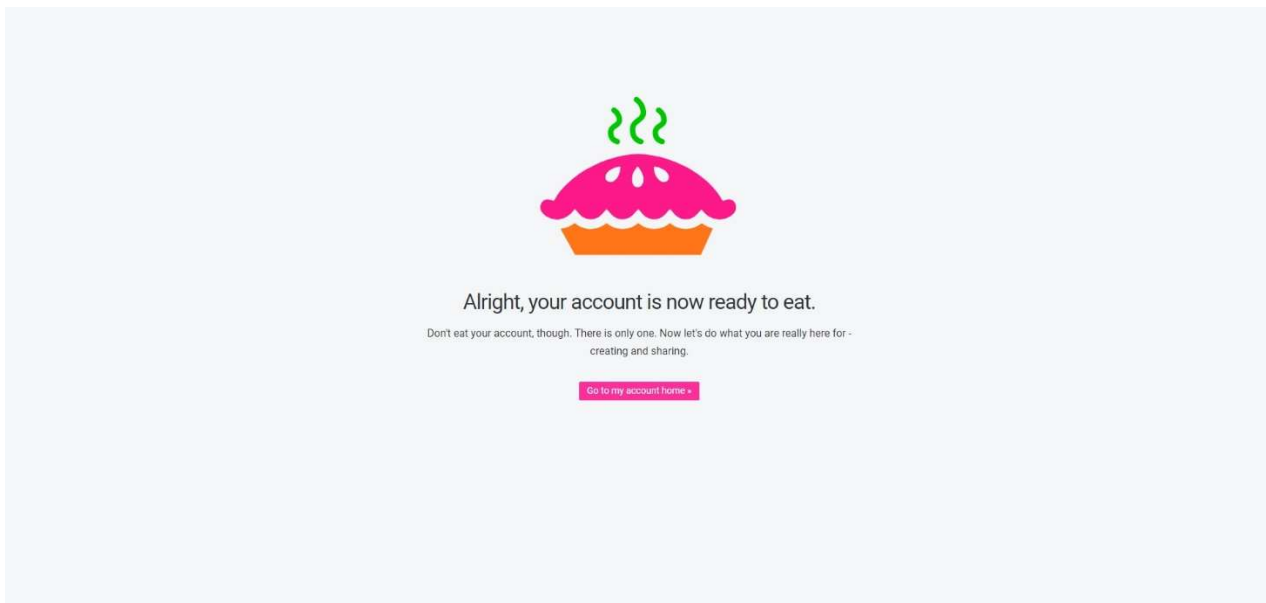 Alright, your account is now ready to eat.
Don't eat your account, though. There is only one. Now let's do what you are really here for -
creating and sharing.
Go to my account home »